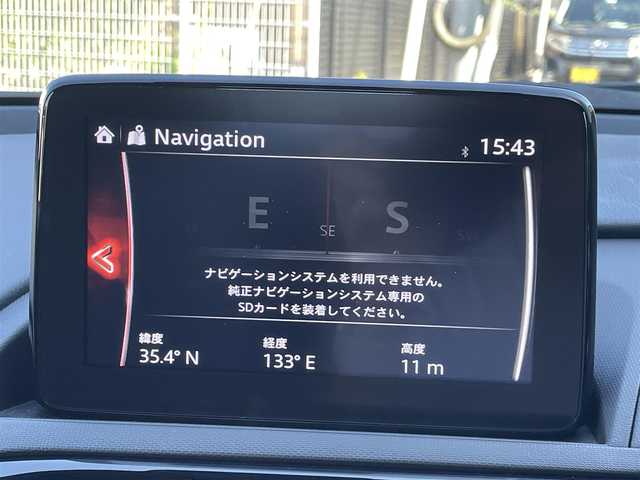 Navigation
15:43
E SE S
ナビゲーションシステムを利用できません。
純正ナビゲーションシステム専用の
SDカードを装着してください。
緯度 経度 高度
35.4° N 133° E 11 m